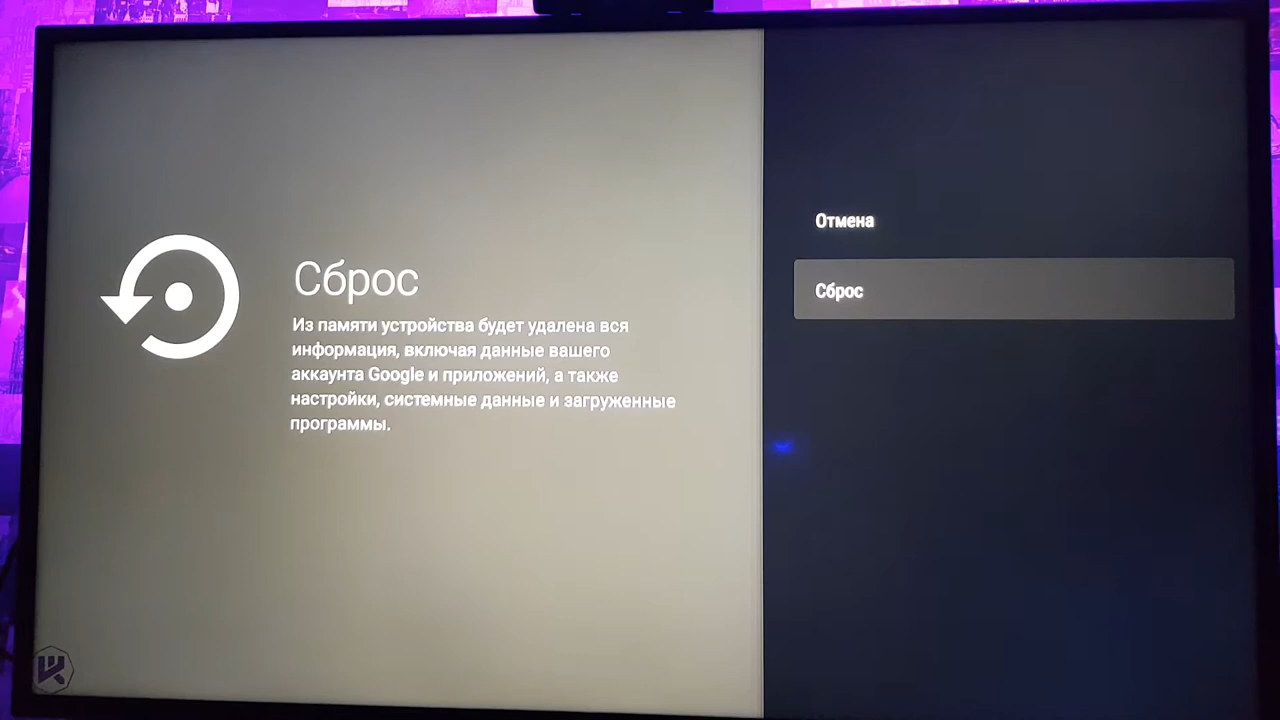 Сброс
Из памяти устройства будет удалена вся
информация, включая данные вашего
аккаунта Google и приложений, а также
настройки, системные данные и загруженные
программы.
Отмена
Сброс